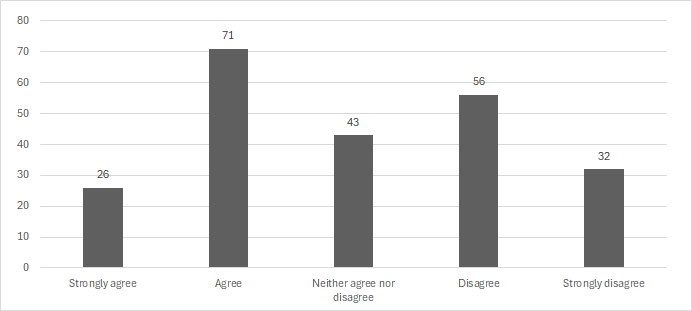 80
70
60
50
40
30
20
10
0
26
71
43
56
32
Strongly agree
Agree
Neither agree nor
disagree
Disagree
Strongly disagree